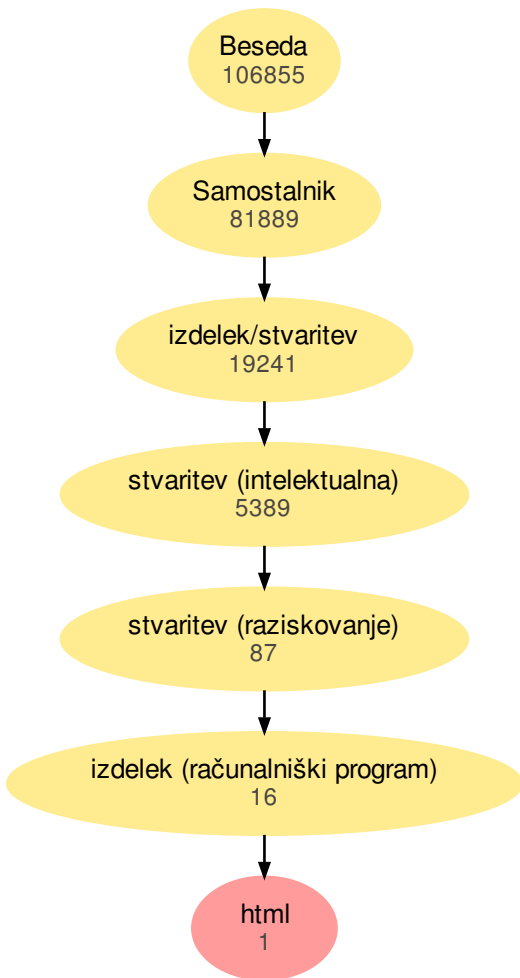 Beseda
106855
Samostalnik
81889
izdelek/stvaritev
19241
stvaritev (intelektualna)
5389
stvaritev (raziskovanje)
87
izdelek (računalniški program)
16
html
1